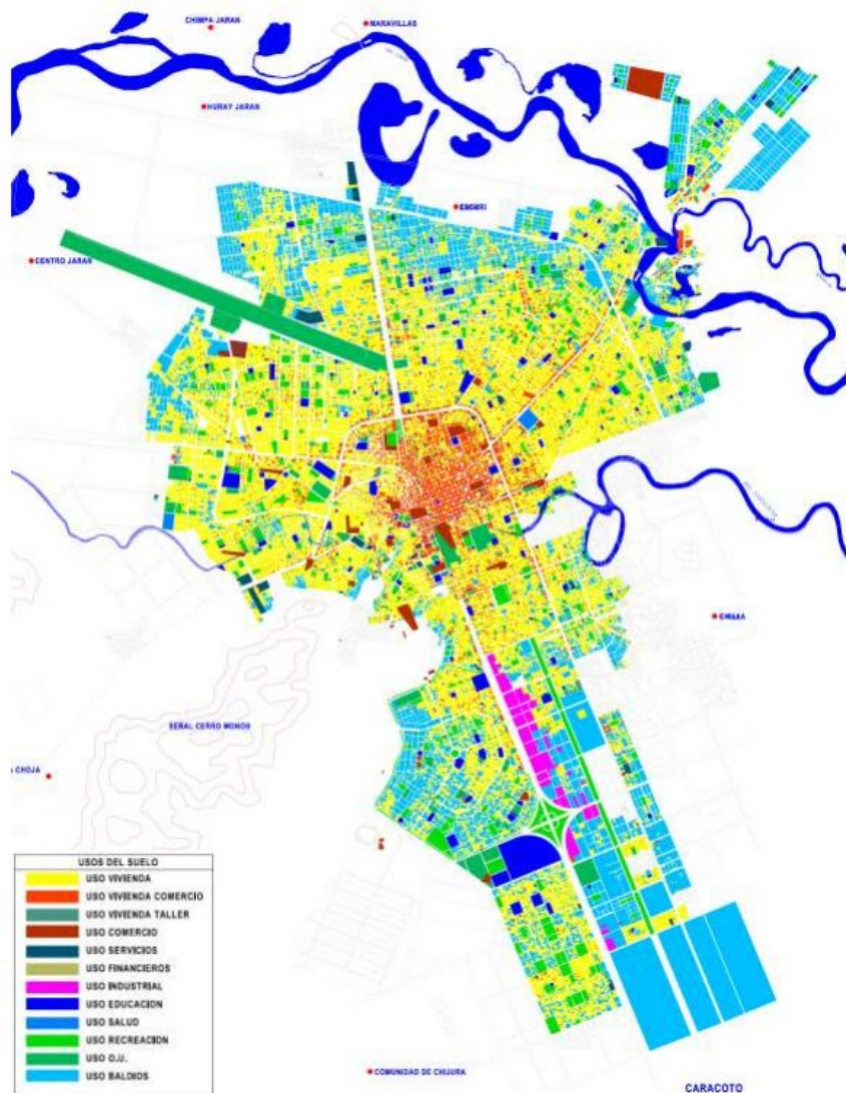 CHIMPA JARAN
MARAVILLAS
HURAY JARAN
CENTRO JARAN
SEÑAL CERRO MONOS
CHOJA
USOS DEL SUELO
USO VIVIENDA
USO VIVIENDA COMERCIO
USO VIVIENDA TALLER
USO COMERCIO
USO SERVICIOS
USO FINANCIEROS
USO INDUSTRIAL
USO EDUCACION
USO SALUD
USO RECREACION
USO O.U.
USO BALDIOS
COMUNIDAD DE CHIJURA
CARACOTO